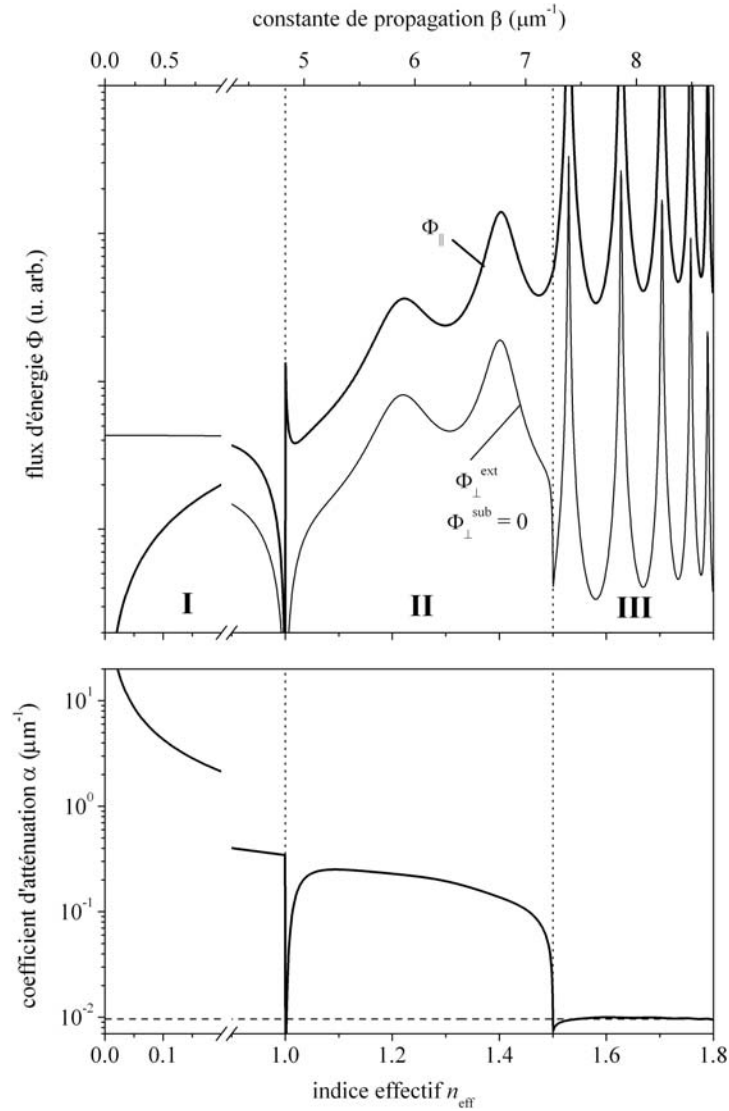 constante de propagation β (μm⁻¹)
0.0 0.5 5 6 7 8
flux d'énergie Φ (u. arb.)
Φ∥
Φ⊥ᵉˣᵗ
Φ⊥ˢᵘᵇ = 0
I II III
coefficient d'atténuation α (μm⁻¹)
10¹
10⁰
10⁻¹
10⁻²
0.0 0.1 1.0 1.2 1.4 1.6 1.8
indice effectif n_eff